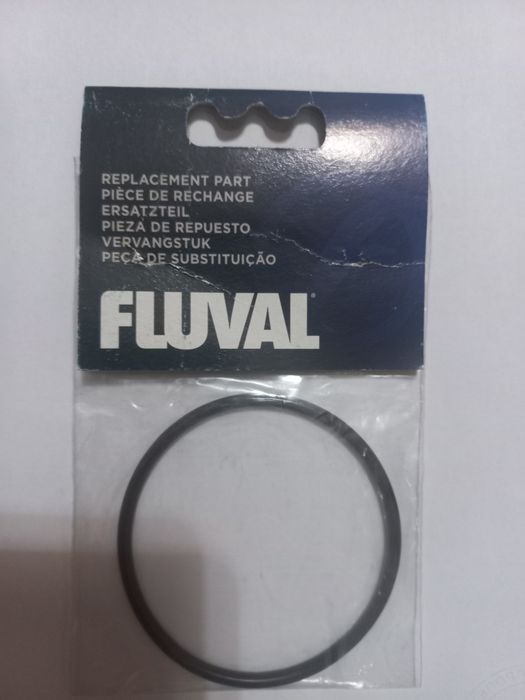 REPLACEMENT PART
PIÈCE DE RECHANGE
ERSATZTEIL
PIEZA DE REPUESTO
VERVANGSTUK
PEÇA DE SUBSTITUIÇÃO
FLUVAL®